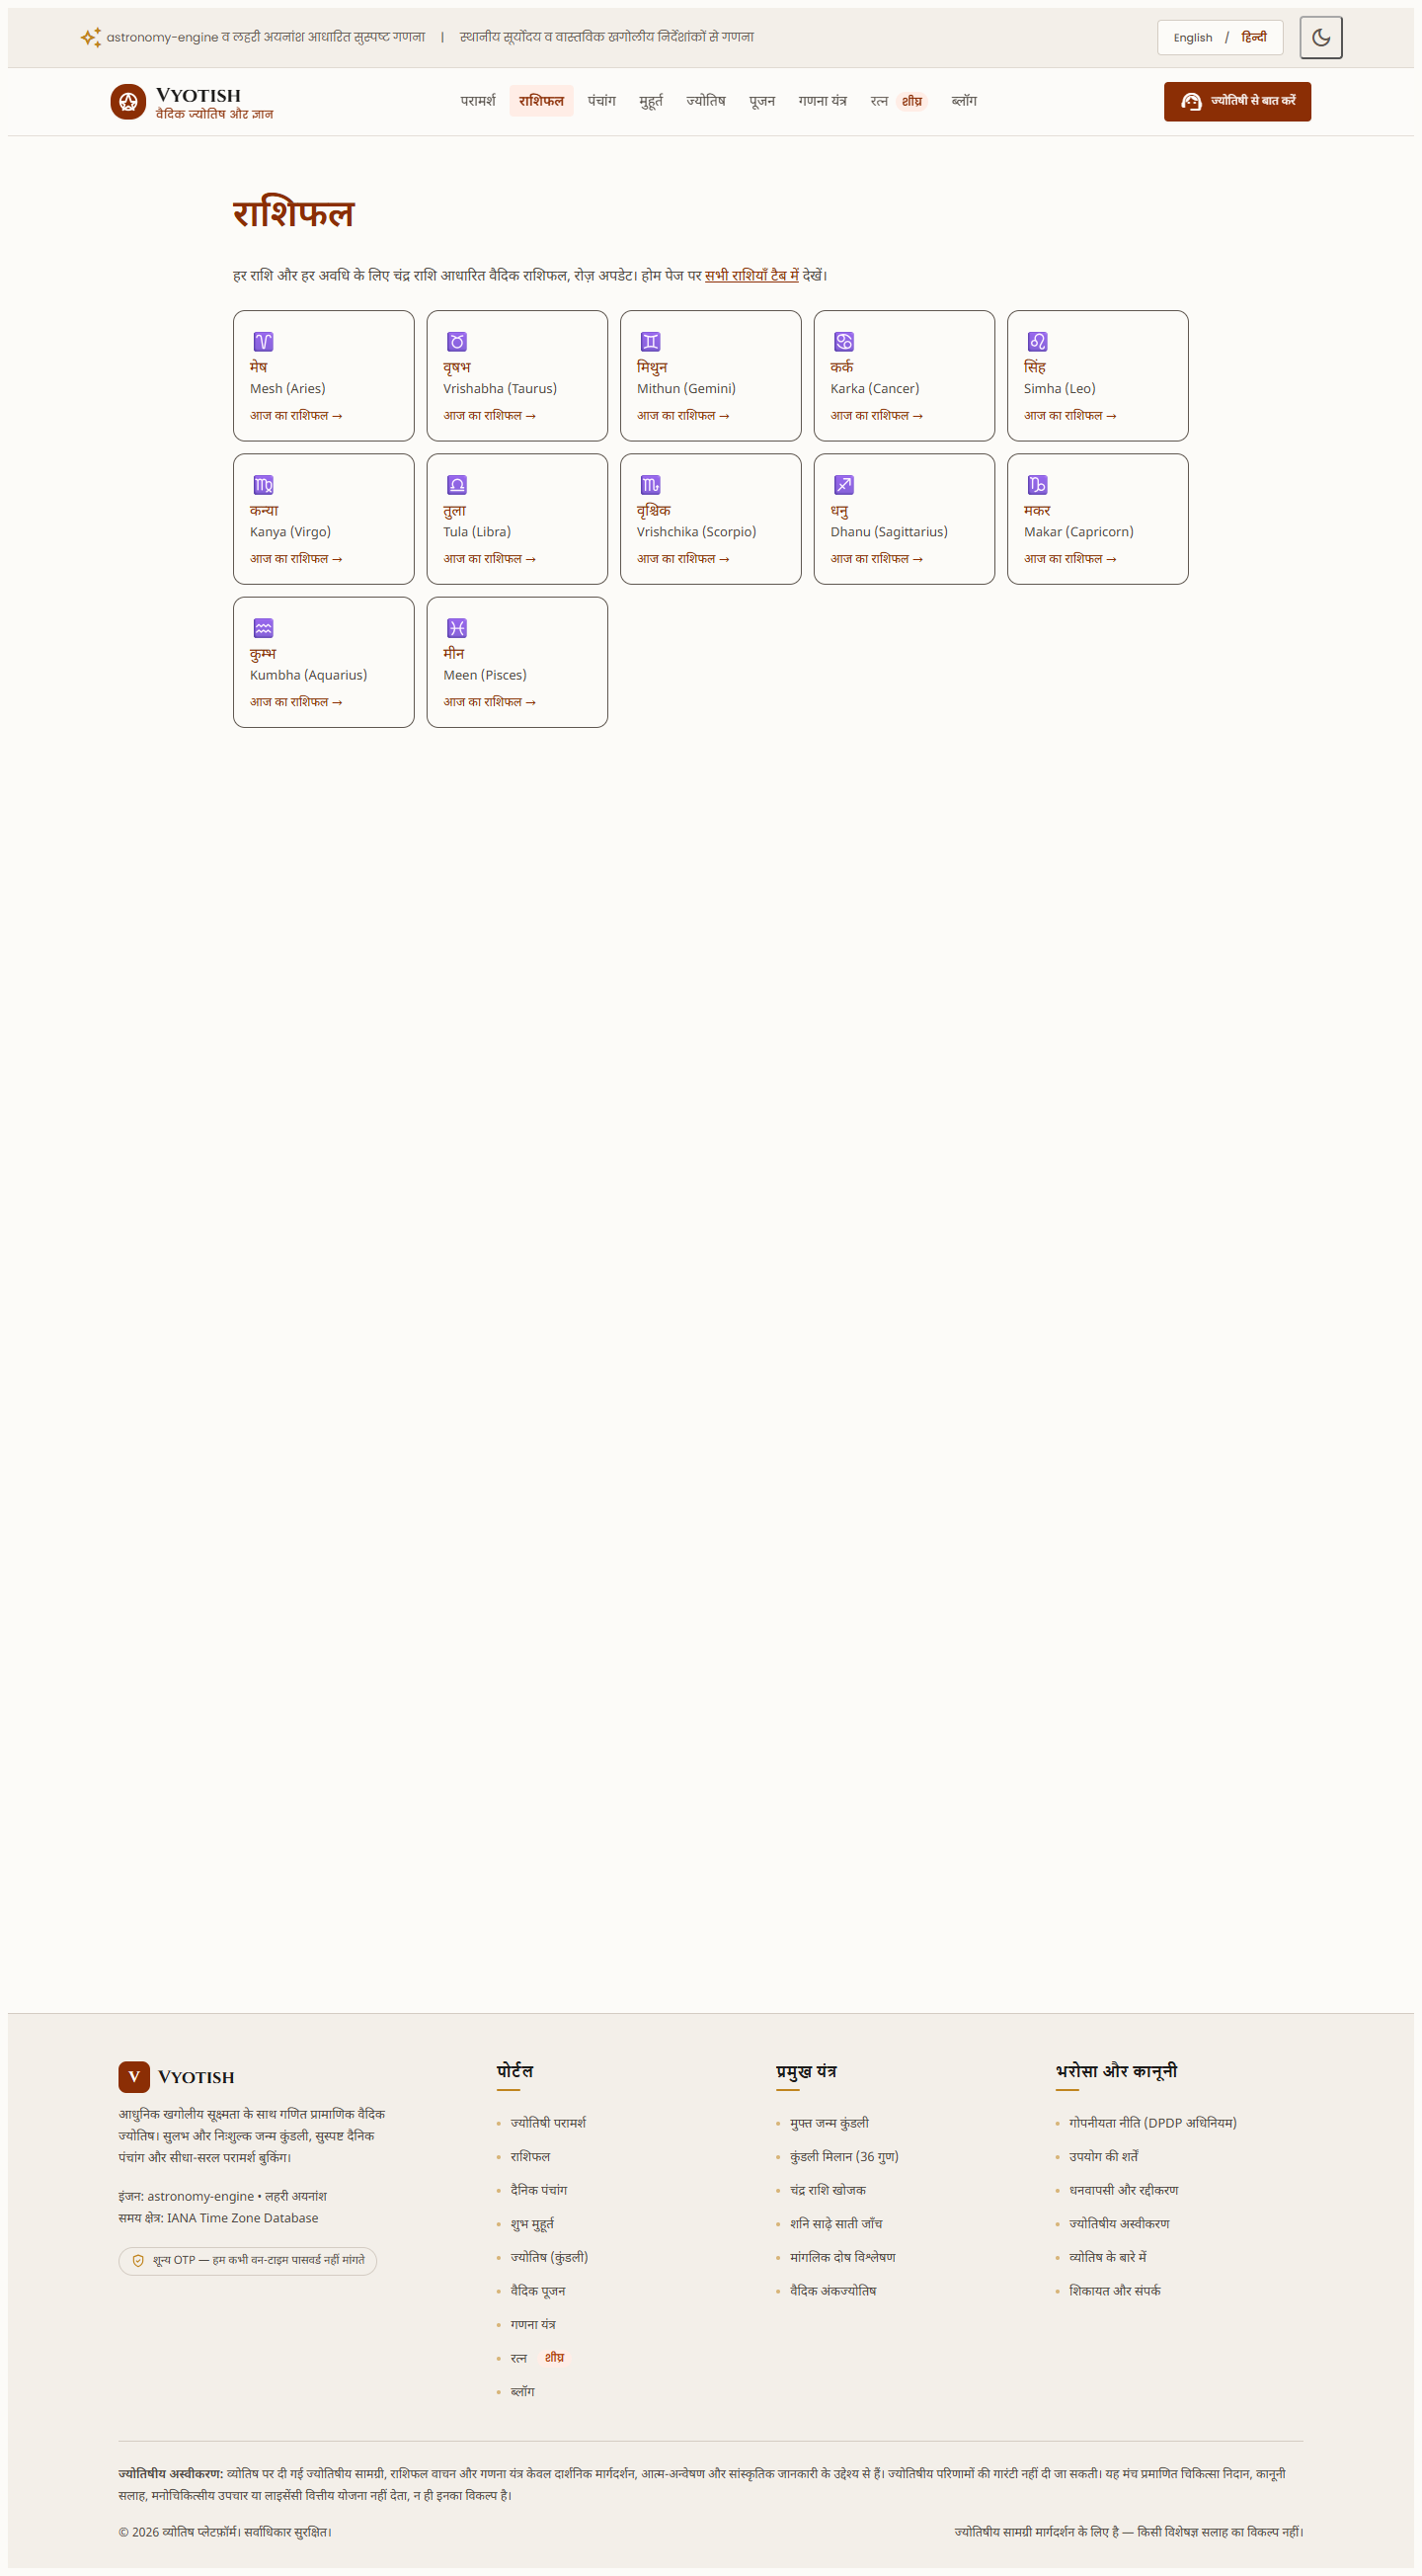 astronomy-engine व लहरी अयनांश आधारित सुस्पष्ट गणना | स्थानीय सूर्योदय व वास्तविक खगोलीय निर्देशांकों से गणना
English / हिन्दी
VYOTISH
वैदिक ज्योतिष और ज्ञान
परामर्श राशिफल पंचांग मुहूर्त ज्योतिष पूजन गणना यंत्र रत्न शीघ्र ब्लॉग
ज्योतिषी से बात करें
राशिफल
हर राशि और हर अवधि के लिए चंद्र राशि आधारित वैदिक राशिफल, रोज़ अपडेट। होम पेज पर सभी राशियाँ टैब में देखें।
मेष
Mesh (Aries)
आज का राशिफल →
वृषभ
Vrishabha (Taurus)
आज का राशिफल →
मिथुन
Mithun (Gemini)
आज का राशिफल →
कर्क
Karka (Cancer)
आज का राशिफल →
सिंह
Simha (Leo)
आज का राशिफल →
कन्या
Kanya (Virgo)
आज का राशिफल →
तुला
Tula (Libra)
आज का राशिफल →
वृश्चिक
Vrishchika (Scorpio)
आज का राशिफल →
धनु
Dhanu (Sagittarius)
आज का राशिफल →
मकर
Makar (Capricorn)
आज का राशिफल →
कुम्भ
Kumbha (Aquarius)
आज का राशिफल →
मीन
Meen (Pisces)
आज का राशिफल →
V VYOTISH
आधुनिक खगोलीय सूक्ष्मता के साथ गणित प्रामाणिक वैदिक
ज्योतिष। सुलभ और निःशुल्क जन्म कुंडली, सुस्पष्ट दैनिक
पंचांग और सीधा-सरल परामर्श बुकिंग।
इंजन: astronomy-engine • लहरी अयनांश
समय क्षेत्र: IANA Time Zone Database
शून्य OTP — हम कभी वन-टाइम पासवर्ड नहीं मांगते
पोर्टल
• ज्योतिषी परामर्श
• राशिफल
• दैनिक पंचांग
• शुभ मुहूर्त
• ज्योतिष (कुंडली)
• वैदिक पूजन
• गणना यंत्र
• रत्न शीघ्र
• ब्लॉग
प्रमुख यंत्र
• मुफ्त जन्म कुंडली
• कुंडली मिलान (36 गुण)
• चंद्र राशि खोजक
• शनि साढ़े साती जाँच
• मांगलिक दोष विश्लेषण
• वैदिक अंकज्योतिष
भरोसा और कानूनी
• गोपनीयता नीति (DPDP अधिनियम)
• उपयोग की शर्तें
• धनवापसी और रद्दीकरण
• ज्योतिषीय अस्वीकरण
• व्योतिष के बारे में
• शिकायत और संपर्क
ज्योतिषीय अस्वीकरण: व्योतिष पर दी गई ज्योतिषीय सामग्री, राशिफल वाचन और गणना यंत्र केवल दार्शनिक मार्गदर्शन, आत्म-अन्वेषण और सांस्कृतिक जानकारी के उद्देश्य से हैं। ज्योतिषीय परिणामों की गारंटी नहीं दी जा सकती। यह मंच प्रमाणित चिकित्सा निदान, कानूनी
सलाह, मनोचिकित्सीय उपचार या लाइसेंसी वित्तीय योजना नहीं देता, न ही इनका विकल्प है।
© 2026 व्योतिष प्लेटफ़ॉर्म। सर्वाधिकार सुरक्षित।
ज्योतिषीय सामग्री मार्गदर्शन के लिए है — किसी विशेषज्ञ सलाह का विकल्प नहीं।